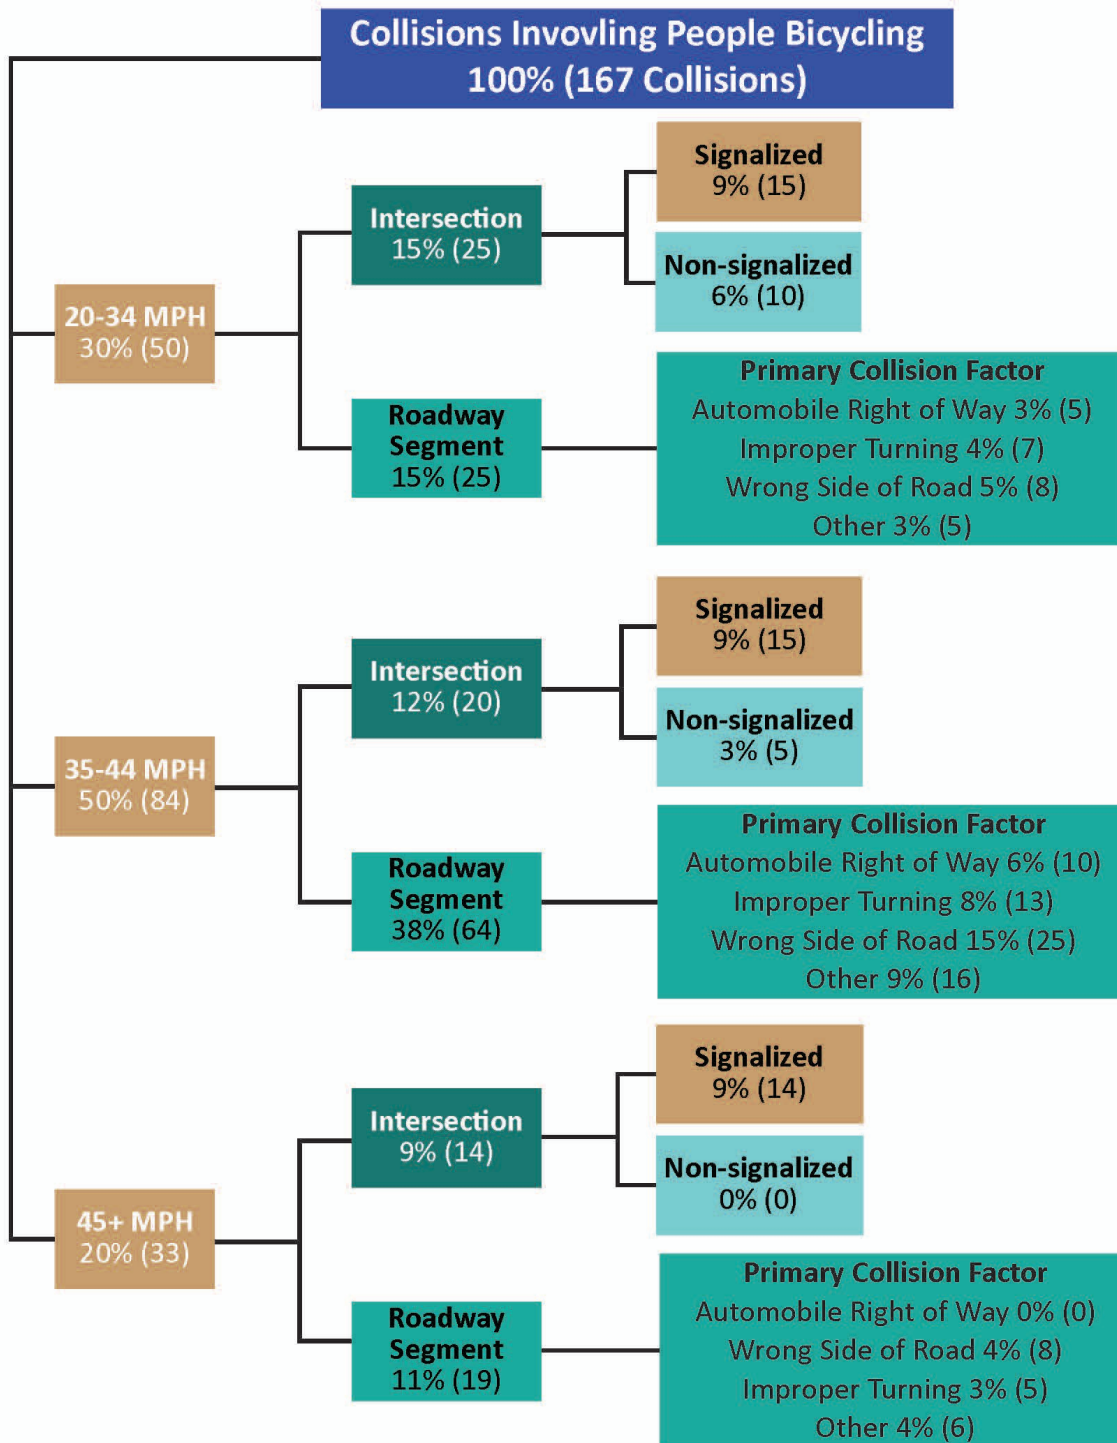 Collisions Invovling People Bicycling
100% (167 Collisions)
20-34 MPH
30% (50)
Intersection
15% (25)
Signalized
9% (15)
Non-signalized
6% (10)
Roadway
Segment
15% (25)
Primary Collision Factor
Automobile Right of Way 3% (5)
Improper Turning 4% (7)
Wrong Side of Road 5% (8)
Other 3% (5)
35-44 MPH
50% (84)
Intersection
12% (20)
Signalized
9% (15)
Non-signalized
3% (5)
Roadway
Segment
38% (64)
Primary Collision Factor
Automobile Right of Way 6% (10)
Improper Turning 8% (13)
Wrong Side of Road 15% (25)
Other 9% (16)
45+ MPH
20% (33)
Intersection
9% (14)
Signalized
9% (14)
Non-signalized
0% (0)
Roadway
Segment
11% (19)
Primary Collision Factor
Automobile Right of Way 0% (0)
Wrong Side of Road 4% (8)
Improper Turning 3% (5)
Other 4% (6)